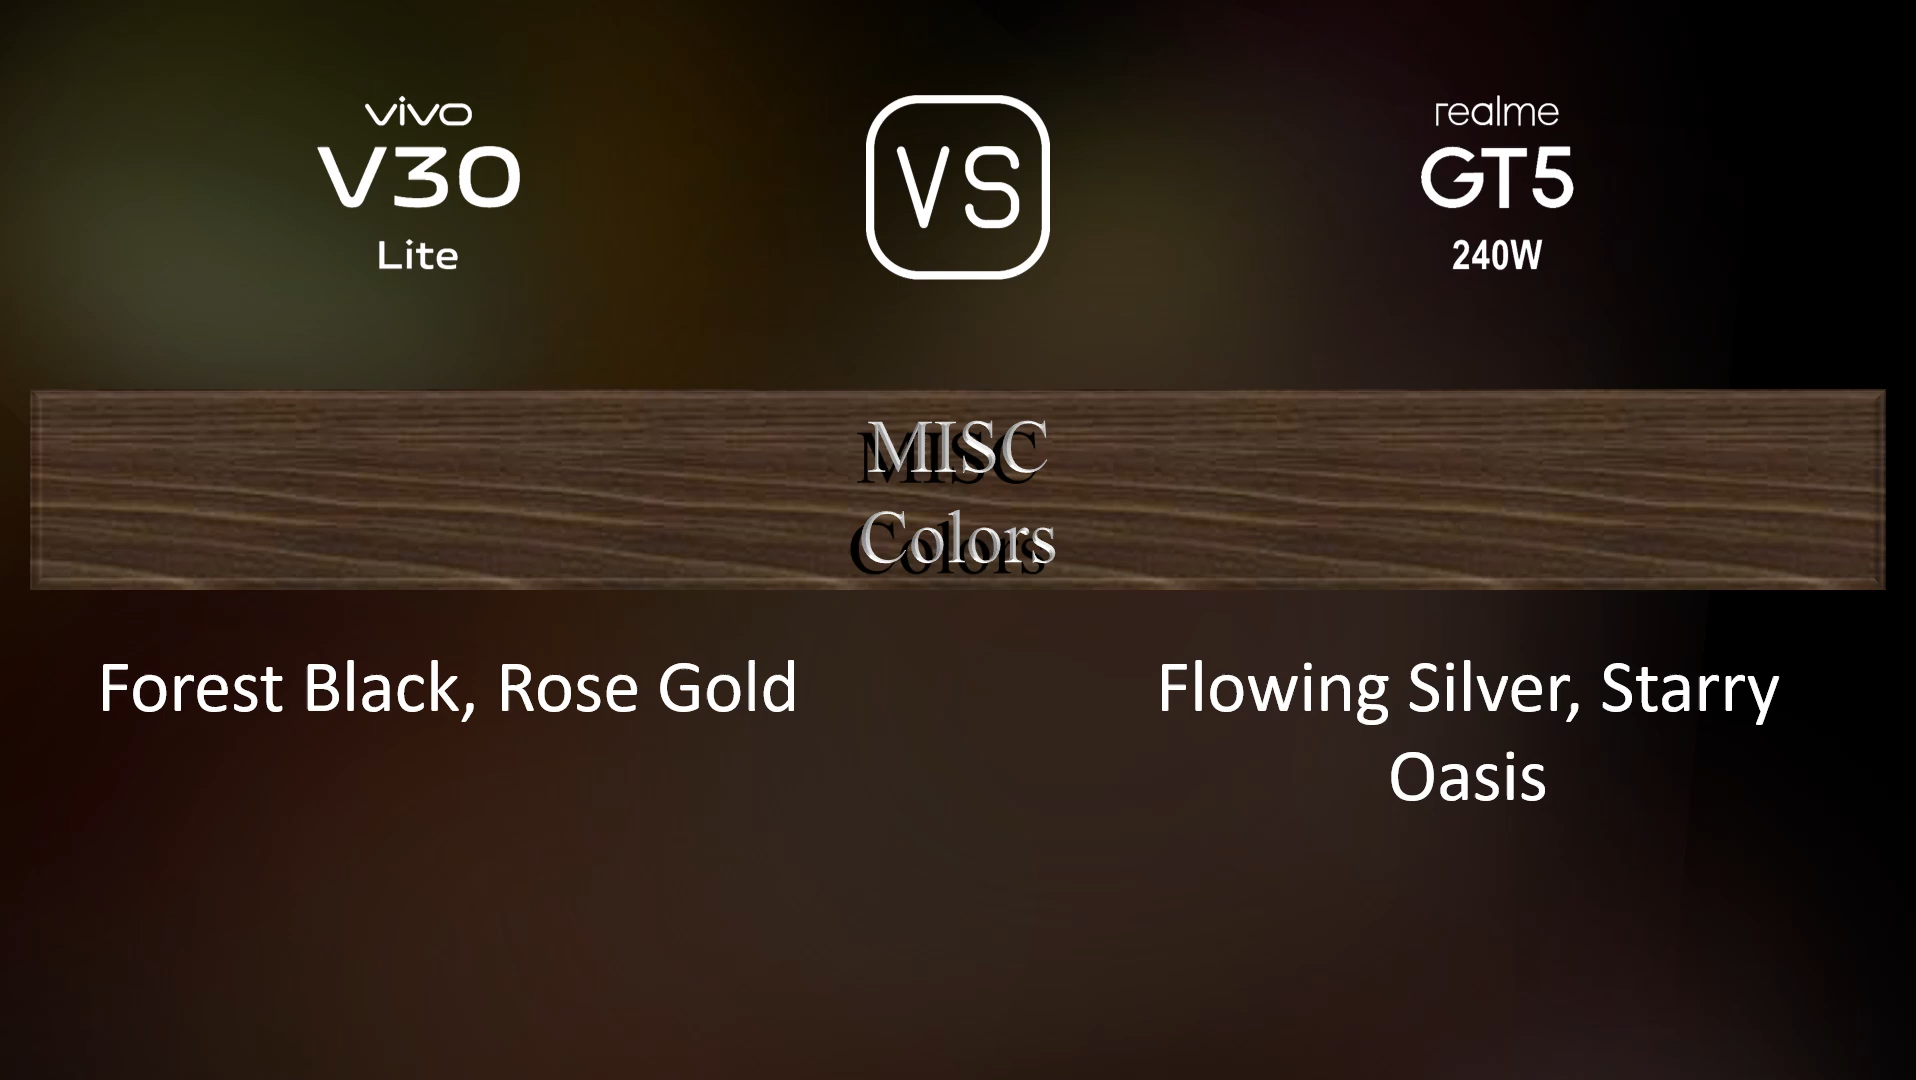 vivo
V30
Lite
VS
realme
GT5
240W
MISC
Colors
Forest Black, Rose Gold
Flowing Silver, Starry
Oasis